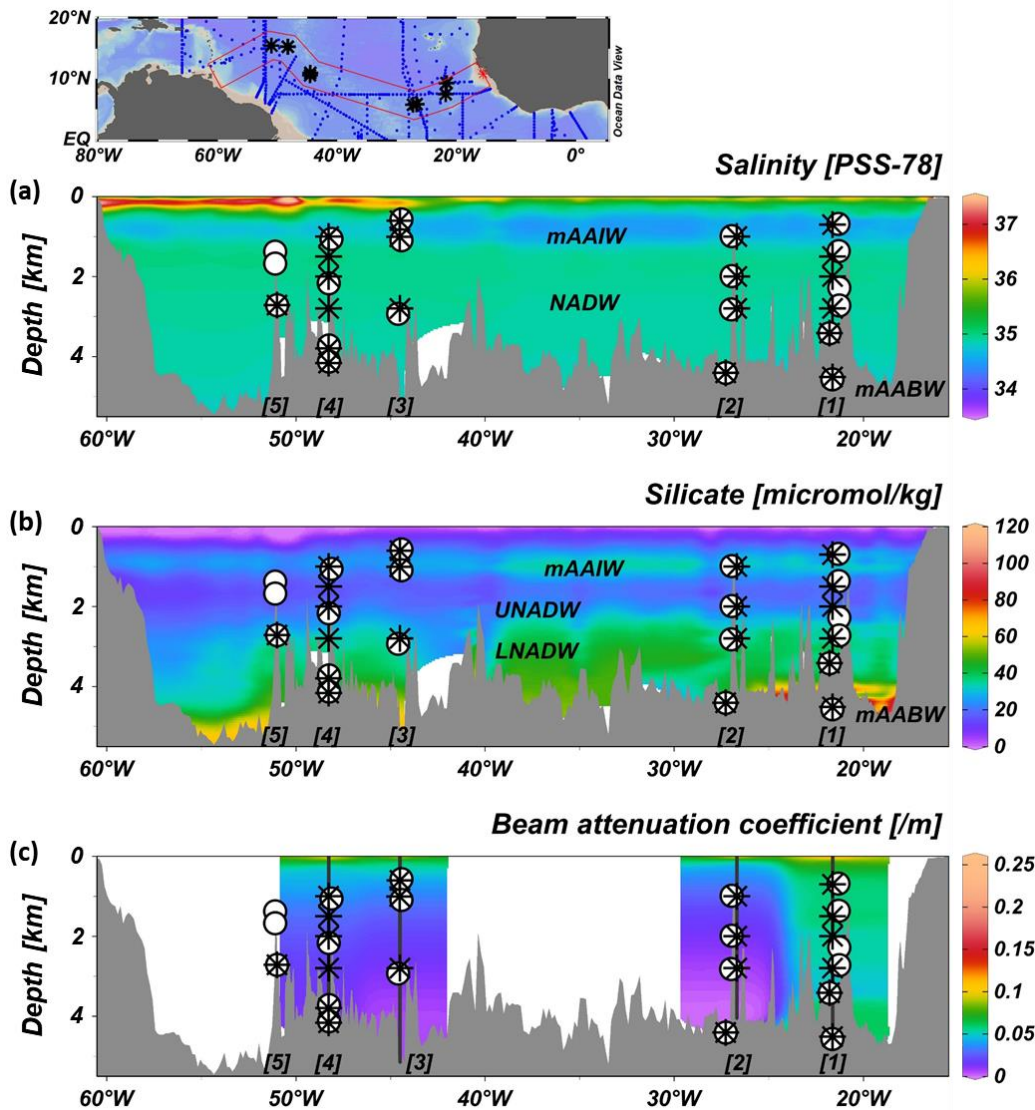 20°N
10°N
EQ
80°W 60°W 40°W 20°W 0°
Ocean Data View
Salinity [PSS-78]
(a)
Depth [km]
0
2
4
mAAIW
NADW
mAABW
[5] [4] [3] [2] [1]
60°W 50°W 40°W 30°W 20°W
37
36
35
34
Silicate [micromol/kg]
(b)
Depth [km]
0
2
4
mAAIW
UNADW
LNADW
mAABW
[5] [4] [3] [2] [1]
60°W 50°W 40°W 30°W 20°W
120
100
80
60
40
20
0
Beam attenuation coefficient [/m]
(c)
Depth [km]
0
2
4
[5] [4] [3] [2] [1]
60°W 50°W 40°W 30°W 20°W
0.25
0.2
0.15
0.1
0.05
0